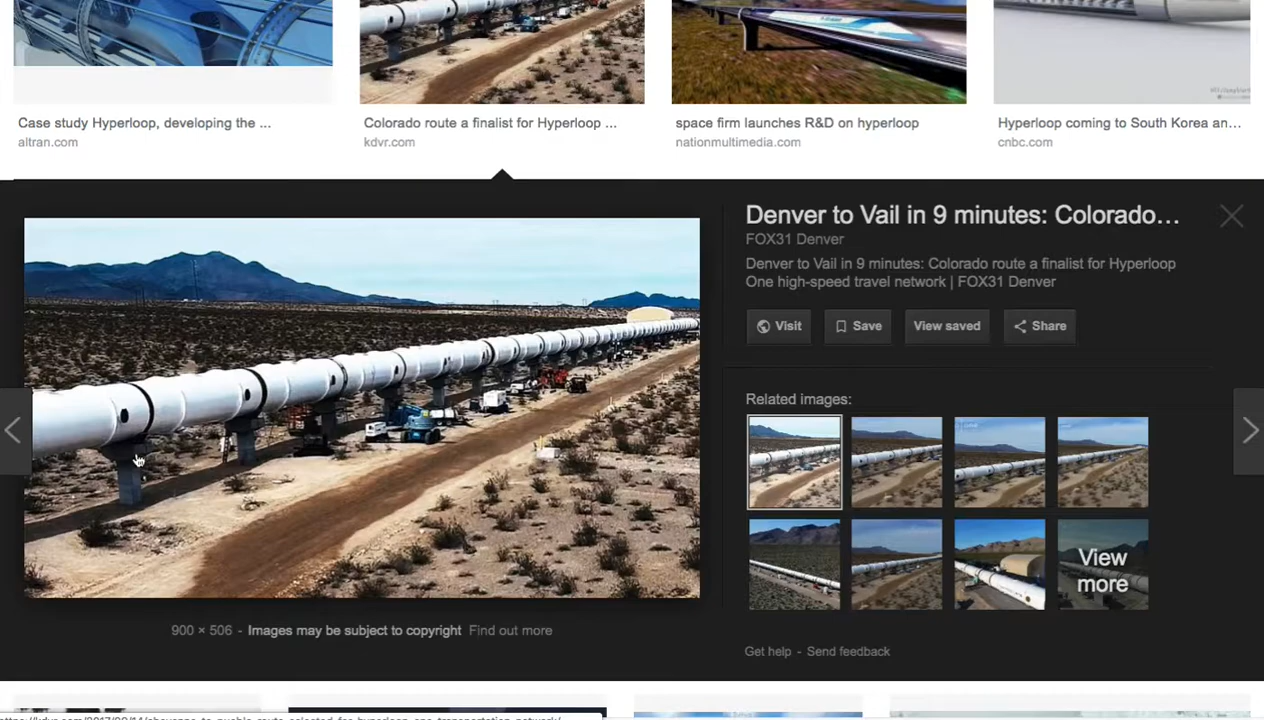 Case study Hyperloop, developing the ...
altran.com
Colorado route a finalist for Hyperloop ...
kdvr.com
space firm launches R&D on hyperloop
nationmultimedia.com
Hyperloop coming to South Korea an...
cnbc.com
Denver to Vail in 9 minutes: Colorado...
FOX31 Denver
Denver to Vail in 9 minutes: Colorado route a finalist for Hyperloop
One high-speed travel network | FOX31 Denver
Visit
Save
View saved
Share
Related images:
View
more
900 × 506 - Images may be subject to copyright Find out more
Get help - Send feedback